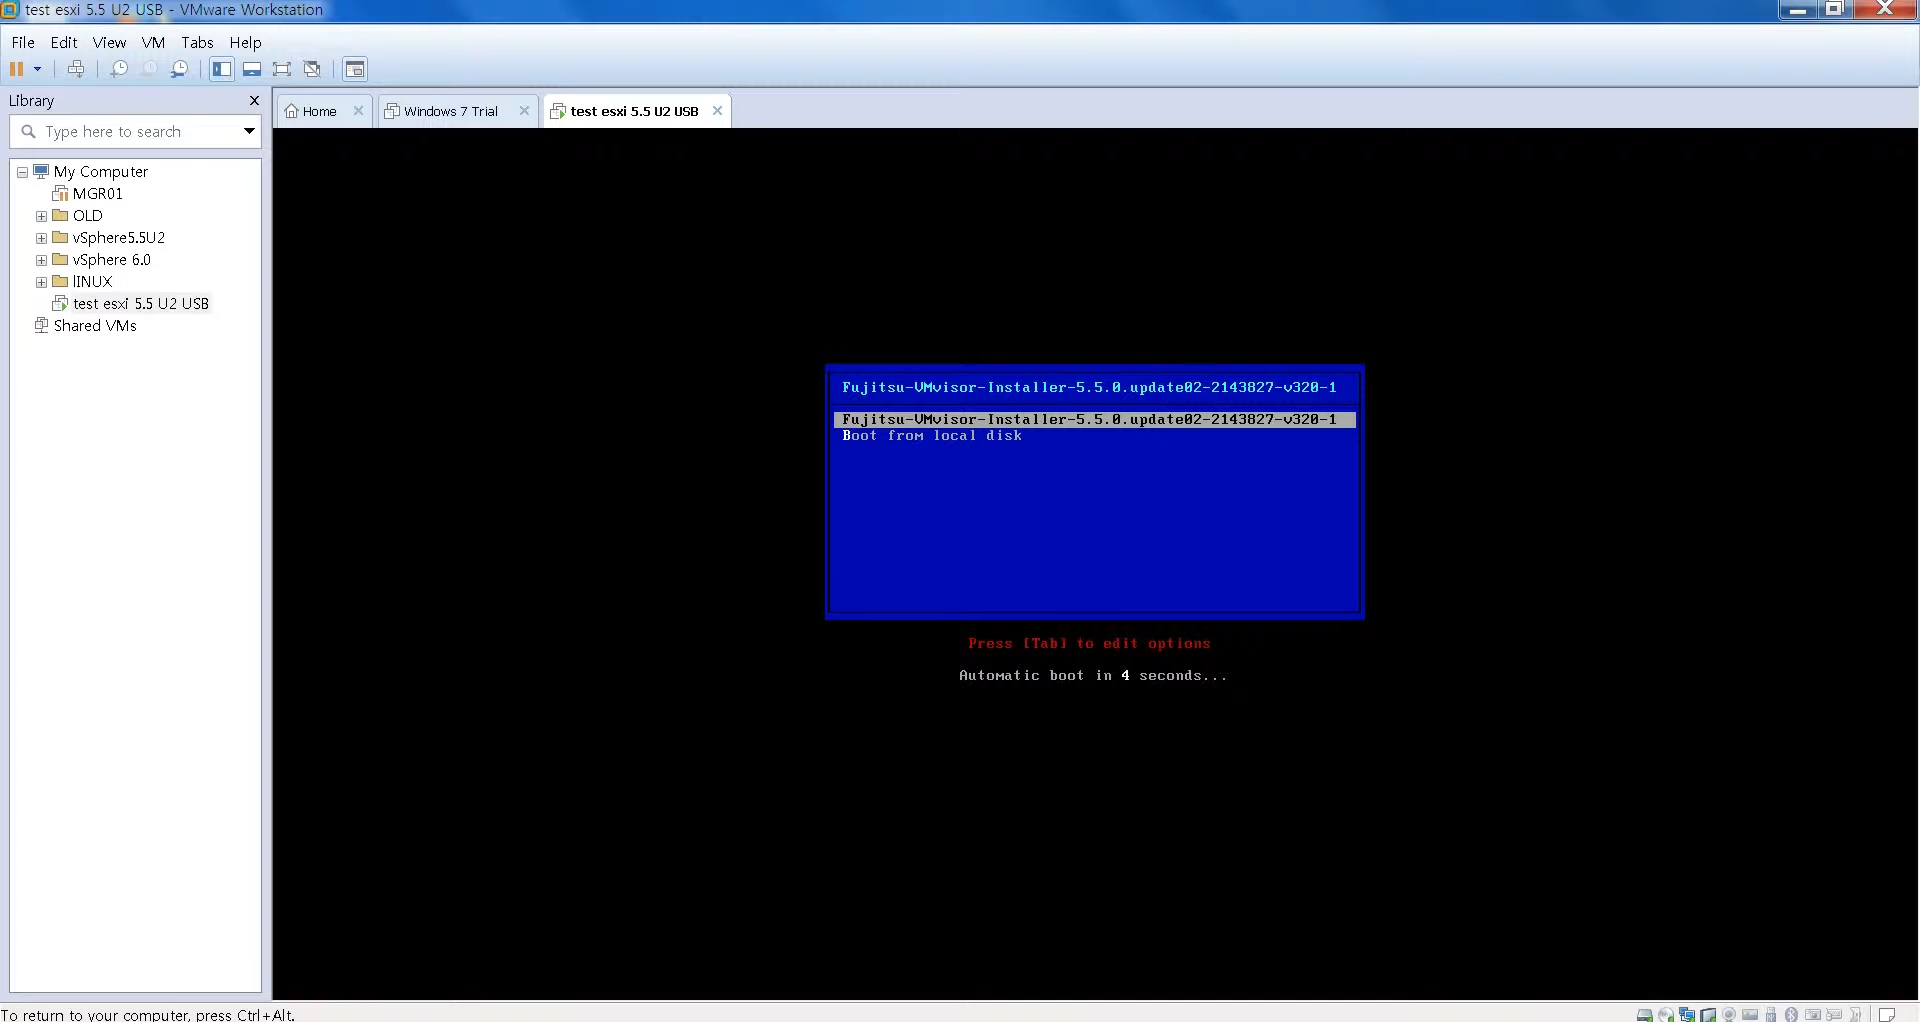 test esxi 5.5 U2 USB - VMware Workstation
File Edit View VM Tabs Help
Library
Type here to search
My Computer
MGR01
OLD
vSphere5.5U2
vSphere 6.0
lINUX
test esxi 5.5 U2 USB
Shared VMs
Home
Windows 7 Trial
test esxi 5.5 U2 USB
Fujitsu-VMvisor-Installer-5.5.0.update02-2143827-v320-1
Fujitsu-VMvisor-Installer-5.5.0.update02-2143827-v320-1
Boot from local disk
Press [Tab] to edit options
Automatic boot in 4 seconds...
To return to your computer, press Ctrl+Alt.